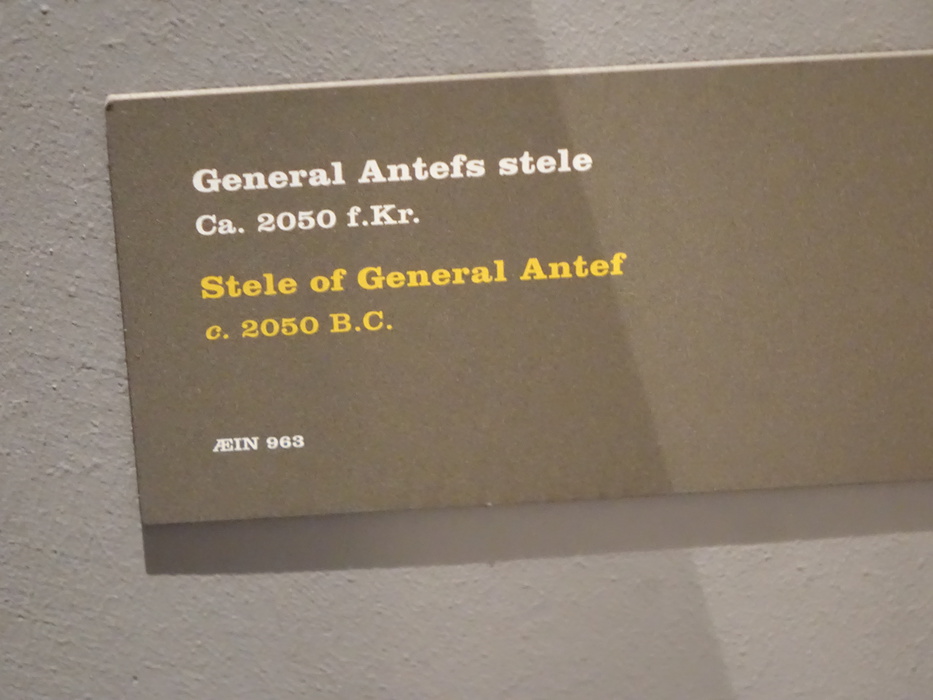 General Antefs stele
Ca. 2050 f.Kr.
Stele of General Antef
c. 2050 B.C.
ÆIN 963